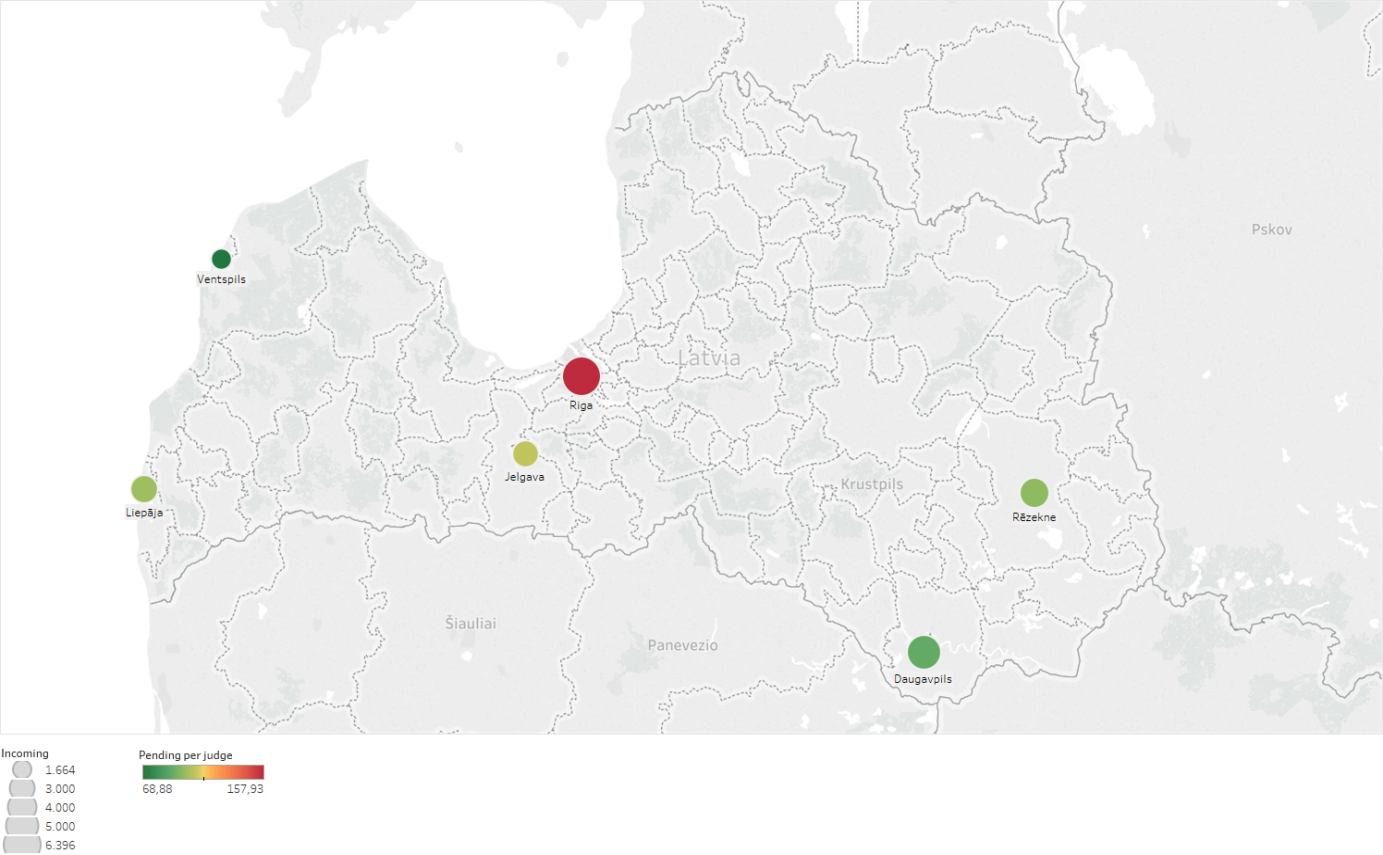 Pskov
Ventspils
Latvia
Riga
Jelgava
Krustpils
Liepāja
Rēzekne
Šiauliai
Panevezio
Daugavpils
Incoming
1.664
3.000
4.000
5.000
6.396
Pending per judge
68,88 157,93